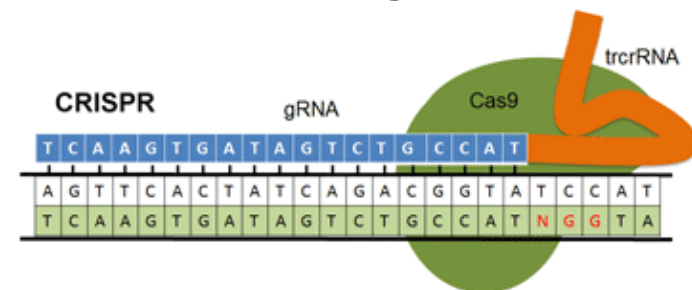 trcrRNA
Cas9
CRISPR
gRNA
T C A A G T G A T A G T C T G C C A T
A G T T C A C T A T C A G A C G G T A T C C A T
T C A A G T G A T A G T C T G C C A T N G G T A